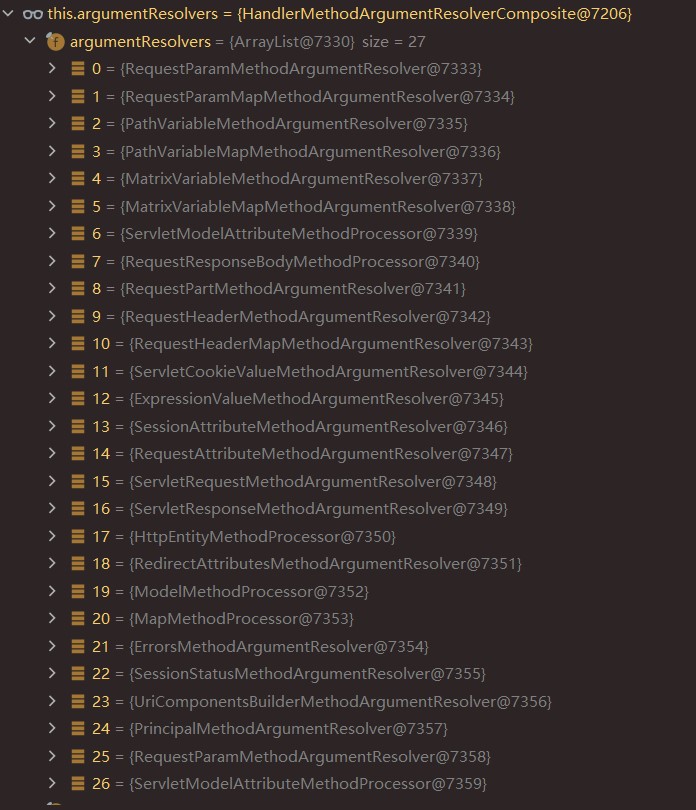 this.argumentResolvers = {HandlerMethodArgumentResolverComposite@7206}
f argumentResolvers = {ArrayList@7330} size = 27
0 = {RequestParamMethodArgumentResolver@7333}
1 = {RequestParamMapMethodArgumentResolver@7334}
2 = {PathVariableMethodArgumentResolver@7335}
3 = {PathVariableMapMethodArgumentResolver@7336}
4 = {MatrixVariableMethodArgumentResolver@7337}
5 = {MatrixVariableMapMethodArgumentResolver@7338}
6 = {ServletModelAttributeMethodProcessor@7339}
7 = {RequestResponseBodyMethodProcessor@7340}
8 = {RequestPartMethodArgumentResolver@7341}
9 = {RequestHeaderMethodArgumentResolver@7342}
10 = {RequestHeaderMapMethodArgumentResolver@7343}
11 = {ServletCookieValueMethodArgumentResolver@7344}
12 = {ExpressionValueMethodArgumentResolver@7345}
13 = {SessionAttributeMethodArgumentResolver@7346}
14 = {RequestAttributeMethodArgumentResolver@7347}
15 = {ServletRequestMethodArgumentResolver@7348}
16 = {ServletResponseMethodArgumentResolver@7349}
17 = {HttpEntityMethodProcessor@7350}
18 = {RedirectAttributesMethodArgumentResolver@7351}
19 = {ModelMethodProcessor@7352}
20 = {MapMethodProcessor@7353}
21 = {ErrorsMethodArgumentResolver@7354}
22 = {SessionStatusMethodArgumentResolver@7355}
23 = {UriComponentsBuilderMethodArgumentResolver@7356}
24 = {PrincipalMethodArgumentResolver@7357}
25 = {RequestParamMethodArgumentResolver@7358}
26 = {ServletModelAttributeMethodProcessor@7359}